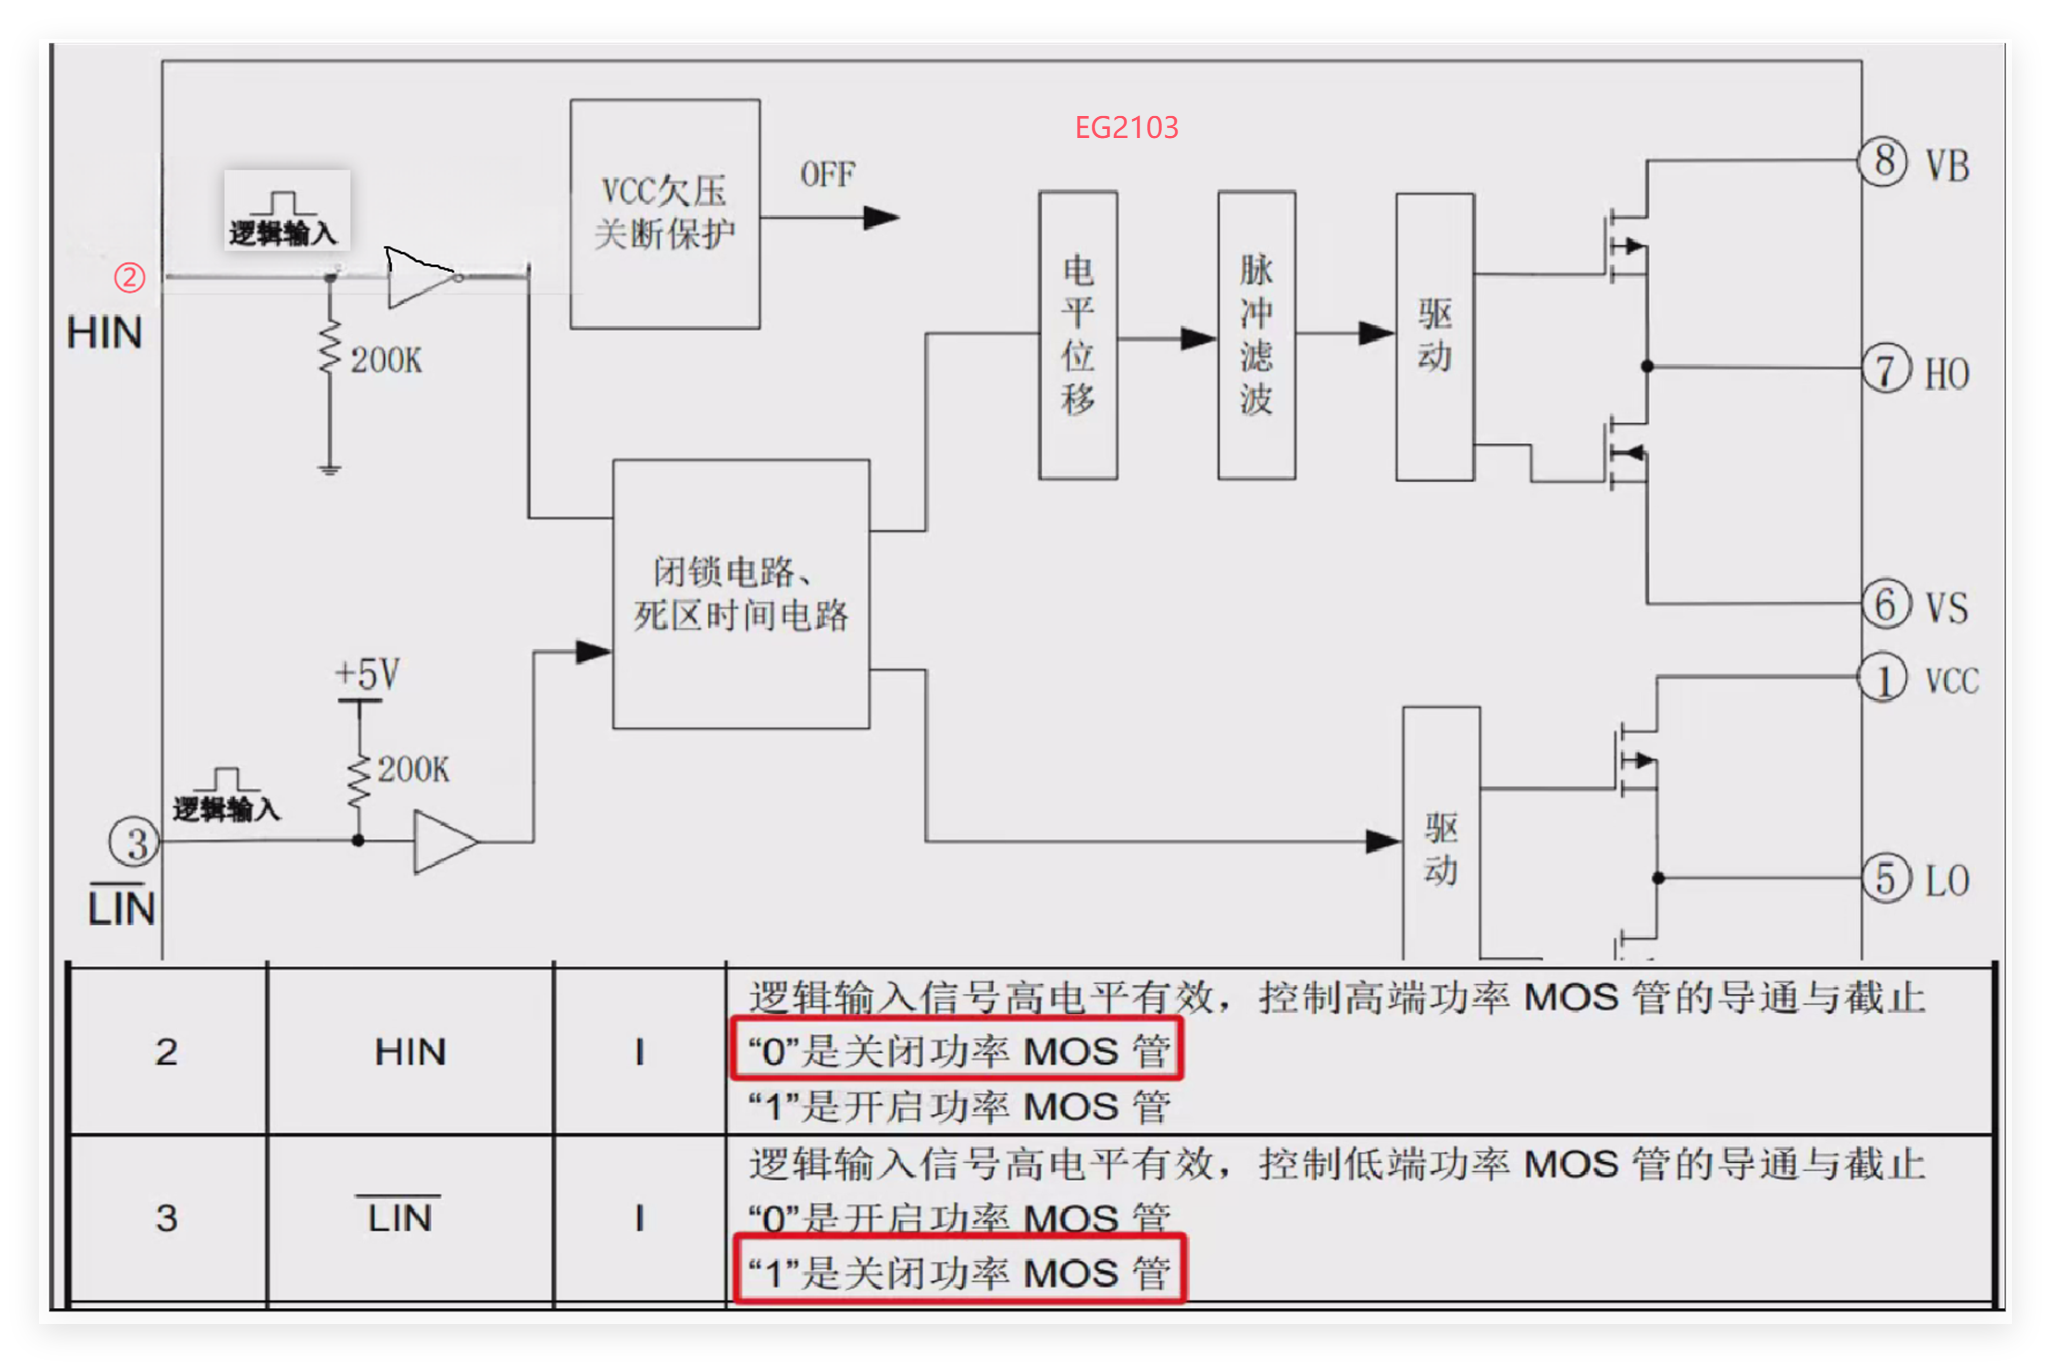 EG2103
逻辑输入
②
HIN
200K
VCC欠压
关断保护
OFF
电平位移
脉冲滤波
驱动
⑧ VB
⑦ HO
⑥ VS
闭锁电路、
死区时间电路
+5V
200K
逻辑输入
③
LIN
① VCC
驱动
⑤ LO
2 HIN I 逻辑输入信号高电平有效，控制高端功率 MOS 管的导通与截止
“0”是关闭功率 MOS 管
“1”是开启功率 MOS 管
3 LIN I 逻辑输入信号高电平有效，控制低端功率 MOS 管的导通与截止
“0”是开启功率 MOS 管
“1”是关闭功率 MOS 管